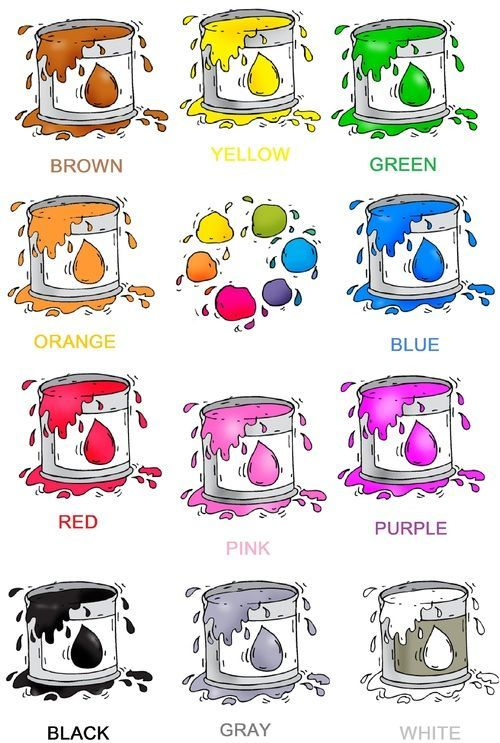 BROWN
YELLOW
GREEN
ORANGE
BLUE
RED
PINK
PURPLE
BLACK
GRAY
WHITE